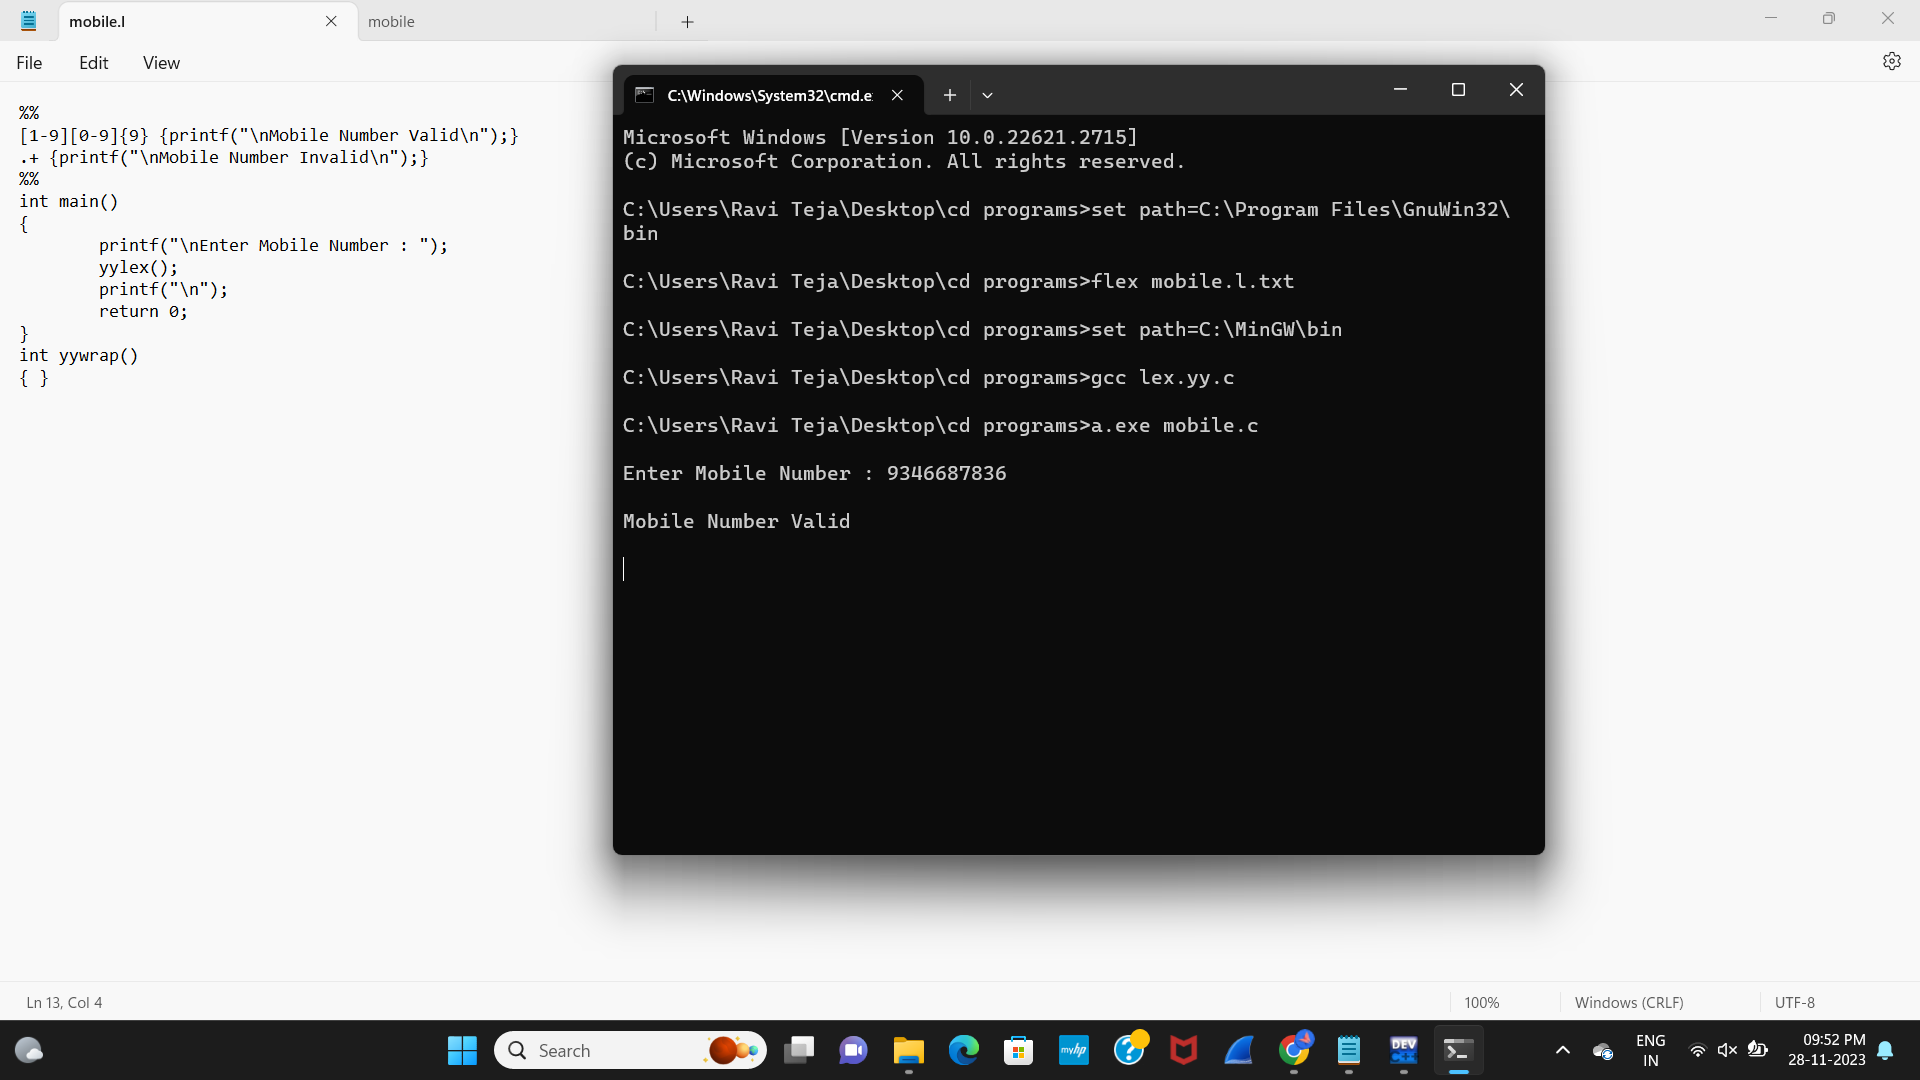 mobile.l
mobile
File Edit View
%%
[1-9][0-9]{9} {printf("\nMobile Number Valid\n");}
.+ {printf("\nMobile Number Invalid\n");}
%%
int main()
{
printf("\nEnter Mobile Number : ");
yylex();
printf("\n");
return 0;
}
int yywrap()
{ }
C:\Windows\System32\cmd.e
Microsoft Windows [Version 10.0.22621.2715]
(c) Microsoft Corporation. All rights reserved.
C:\Users\Ravi Teja\Desktop\cd programs>set path=C:\Program Files\GnuWin32\
bin
C:\Users\Ravi Teja\Desktop\cd programs>flex mobile.l.txt
C:\Users\Ravi Teja\Desktop\cd programs>set path=C:\MinGW\bin
C:\Users\Ravi Teja\Desktop\cd programs>gcc lex.yy.c
C:\Users\Ravi Teja\Desktop\cd programs>a.exe mobile.c
Enter Mobile Number : 9346687836
Mobile Number Valid
Ln 13, Col 4
100%
Windows (CRLF)
UTF-8
Search
myhp
DEV
C++
ENG
IN
09:52 PM
28-11-2023